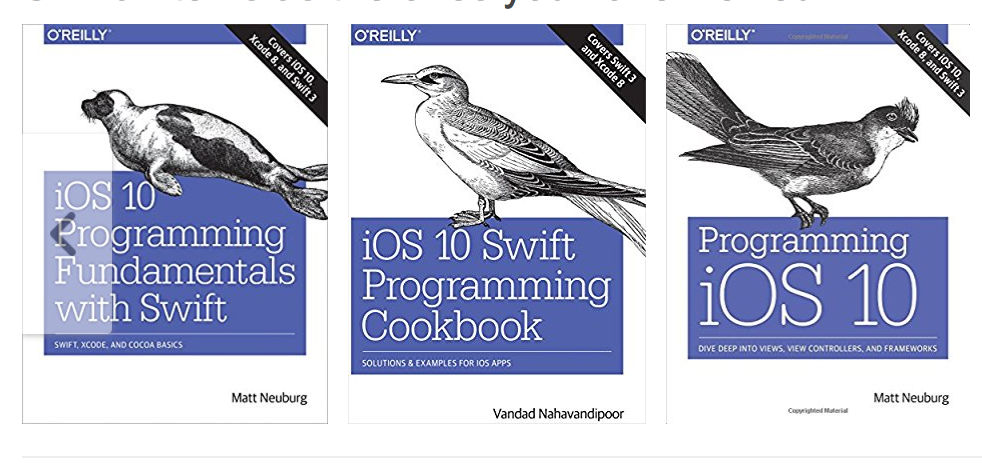 O'REILLY®
Covers iOS 10,
Xcode 8, and Swift 3
iOS 10
Programming
Fundamentals
with Swift
SWIFT, XCODE, AND COCOA BASICS
Matt Neuburg
O'REILLY®
Covers Swift 3
and Xcode 8
iOS 10 Swift
Programming
Cookbook
SOLUTIONS & EXAMPLES FOR IOS APPS
Vandad Nahavandipoor
O'REILLY®
Copyrighted Material
Covers iOS 10,
Xcode 8, and Swift 3
Programming
iOS 10
DIVE DEEP INTO VIEWS, VIEW CONTROLLERS, AND FRAMEWORKS
Matt Neuburg
Copyrighted Material